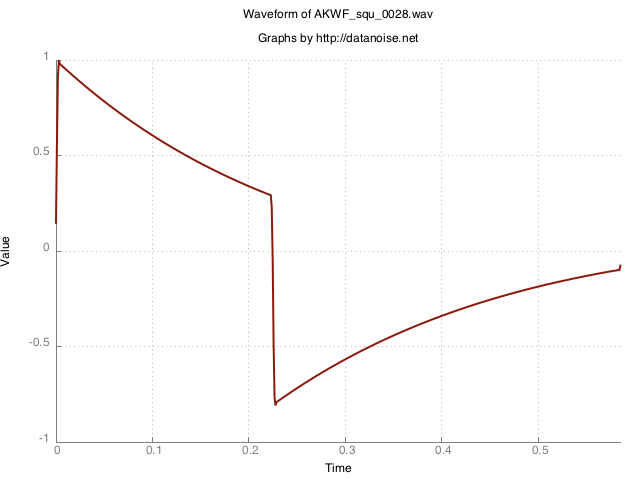 Waveform of AKWF_squ_0028.wav
Graphs by http://datanoise.net
1
0.5
0
-0.5
-1
Value
0 0.1 0.2 0.3 0.4 0.5
Time